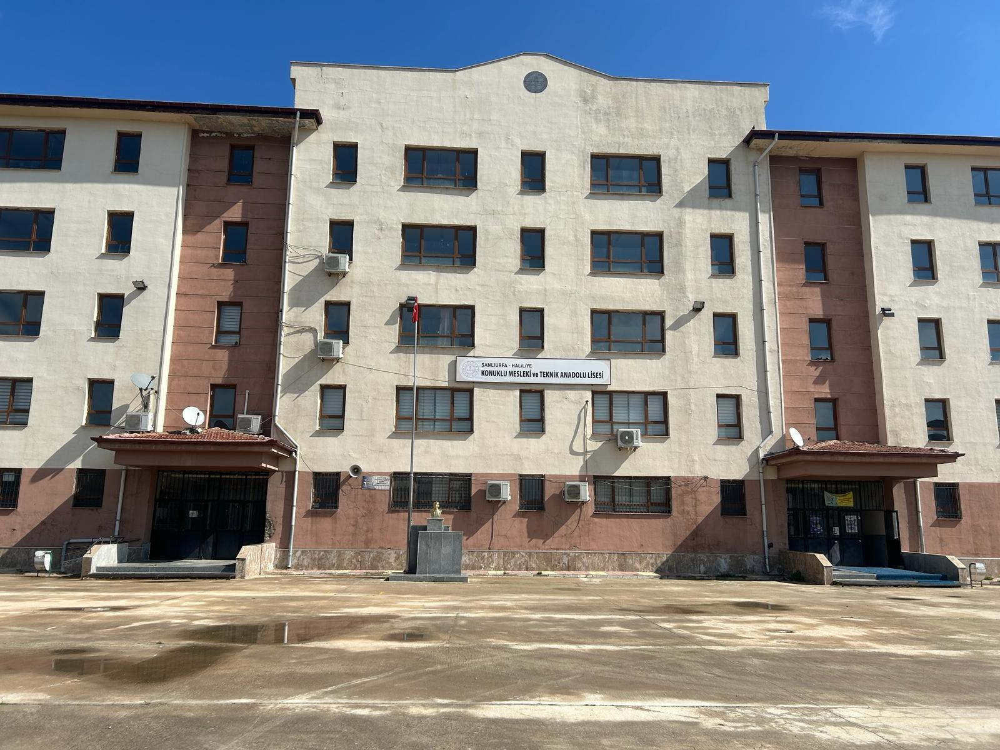 ŞANLIURFA - HALİLİYE
KONUKLU MESLEKİ ve TEKNİK ANADOLU LİSESİ